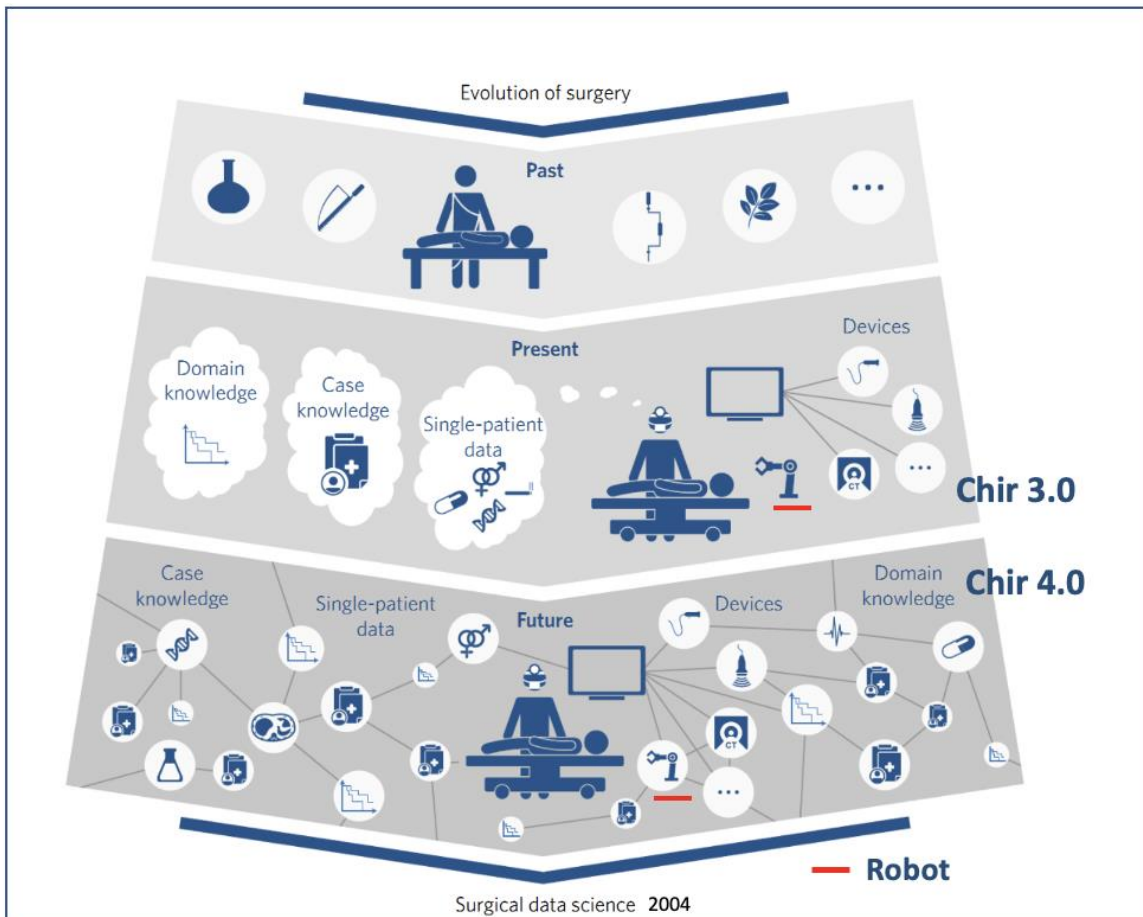 Evolution of surgery
Past
Present
Devices
Domain
knowledge
Case
knowledge
Single-patient
data
CT
Chir 3.0
Case
knowledge
Single-patient
data
Future
Devices
Domain
knowledge
Chir 4.0
CT
Robot
Surgical data science 2004